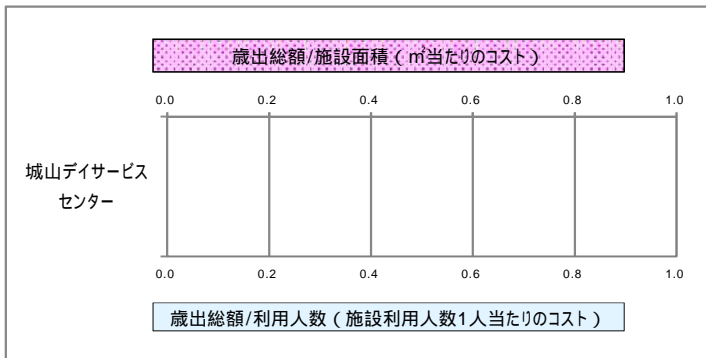 歳出総額/施設面積（㎡当たりのコスト）
0.0 0.2 0.4 0.6 0.8 1.0
城山デイサービス
センター
0.0 0.2 0.4 0.6 0.8 1.0
歳出総額/利用人数（施設利用人数1人当たりのコスト）